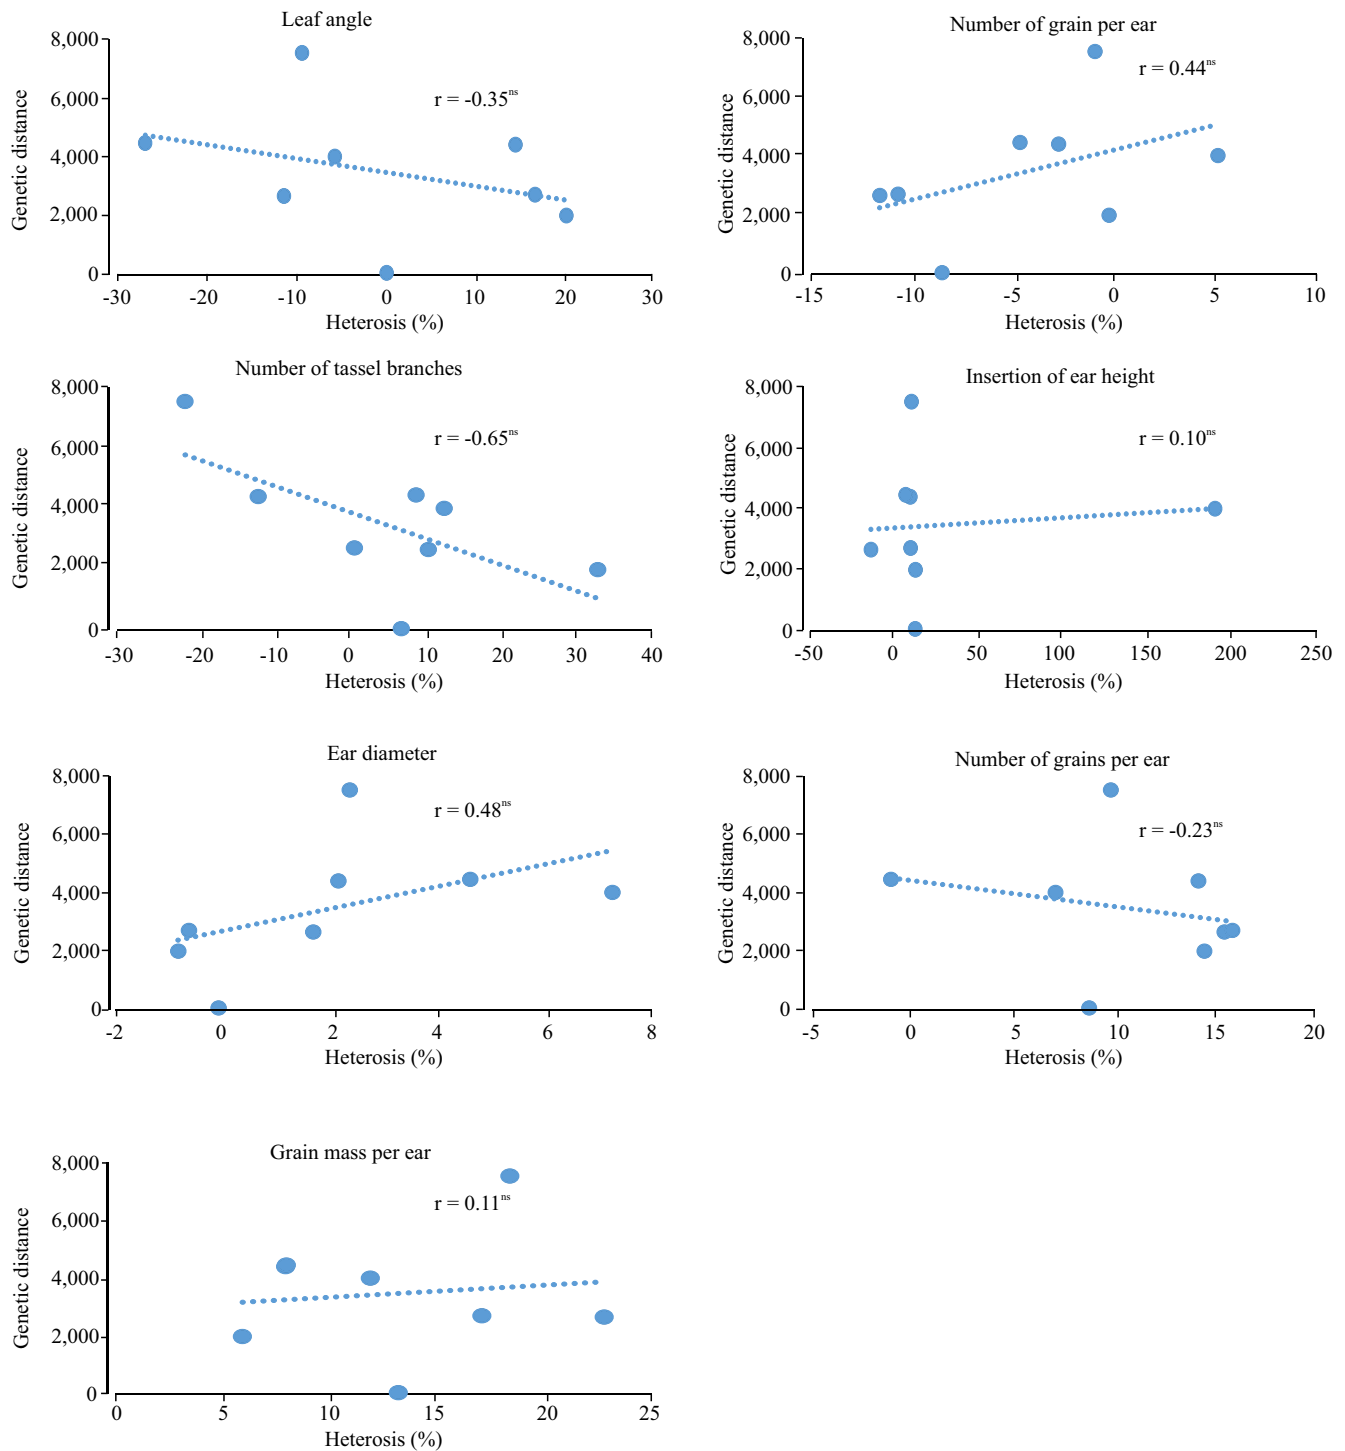 Leaf angle
8,000
6,000
4,000
2,000
0
Genetic distance
r = -0.35ns
-30 -20 -10 0 10 20 30
Heterosis (%)
Number of grain per ear
8,000
6,000
4,000
2,000
0
Genetic distance
r = 0.44ns
-15 -10 -5 0 5 10
Heterosis (%)
Number of tassel branches
8,000
6,000
4,000
2,000
0
Genetic distance
r = -0.65ns
-30 -20 -10 0 10 20 30 40
Heterosis (%)
Insertion of ear height
8,000
6,000
4,000
2,000
0
Genetic distance
r = 0.10ns
-50 0 50 100 150 200 250
Heterosis (%)
Ear diameter
8,000
6,000
4,000
2,000
0
Genetic distance
r = 0.48ns
-2 0 2 4 6 8
Heterosis (%)
Number of grains per ear
8,000
6,000
4,000
2,000
0
Genetic distance
r = -0.23ns
-5 0 5 10 15 20
Heterosis (%)
Grain mass per ear
8,000
6,000
4,000
2,000
0
Genetic distance
r = 0.11ns
0 5 10 15 20 25
Heterosis (%)